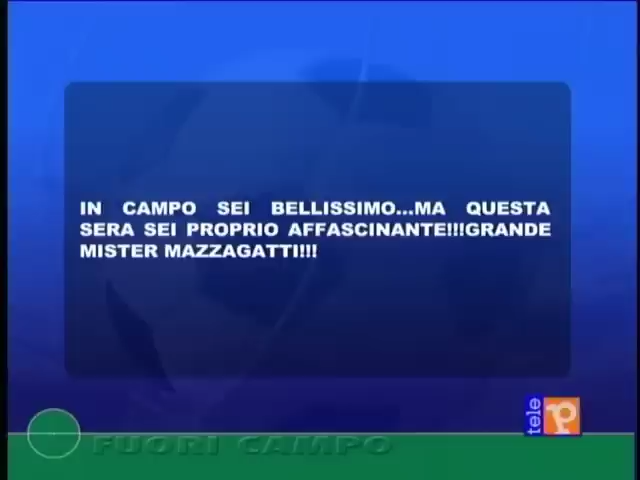 IN CAMPO SEI BELLISSIMO...MA QUESTA
SERA SEI PROPRIO AFFASCINANTE!!!GRANDE
MISTER MAZZAGATTI!!!
tele P
FUORI CAMPO